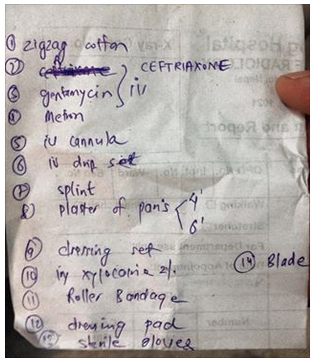 ① zigzag cotton
② CEFTRIAXONE
③ gentamycin } iv
④ Metron
⑤ iv cannula
⑥ iv drip set
⑦ splint
8 plaster of paris < 4' 6'
⑨ dressing set
⑩ inj xylocaine 2%
⑪ Roller Bandage
⑭ Blade
⑫ dressing pad
⑬ sterile gloves